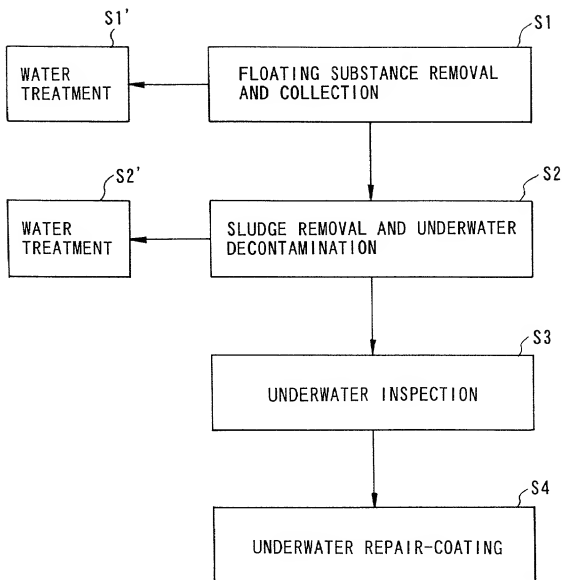 S1'
S1
WATER
TREATMENT
FLOATING SUBSTANCE REMOVAL
AND COLLECTION
S2'
S2
WATER
TREATMENT
SLUDGE REMOVAL AND UNDERWATER
DECONTAMINATION
S3
UNDERWATER INSPECTION
S4
UNDERWATER REPAIR-COATING